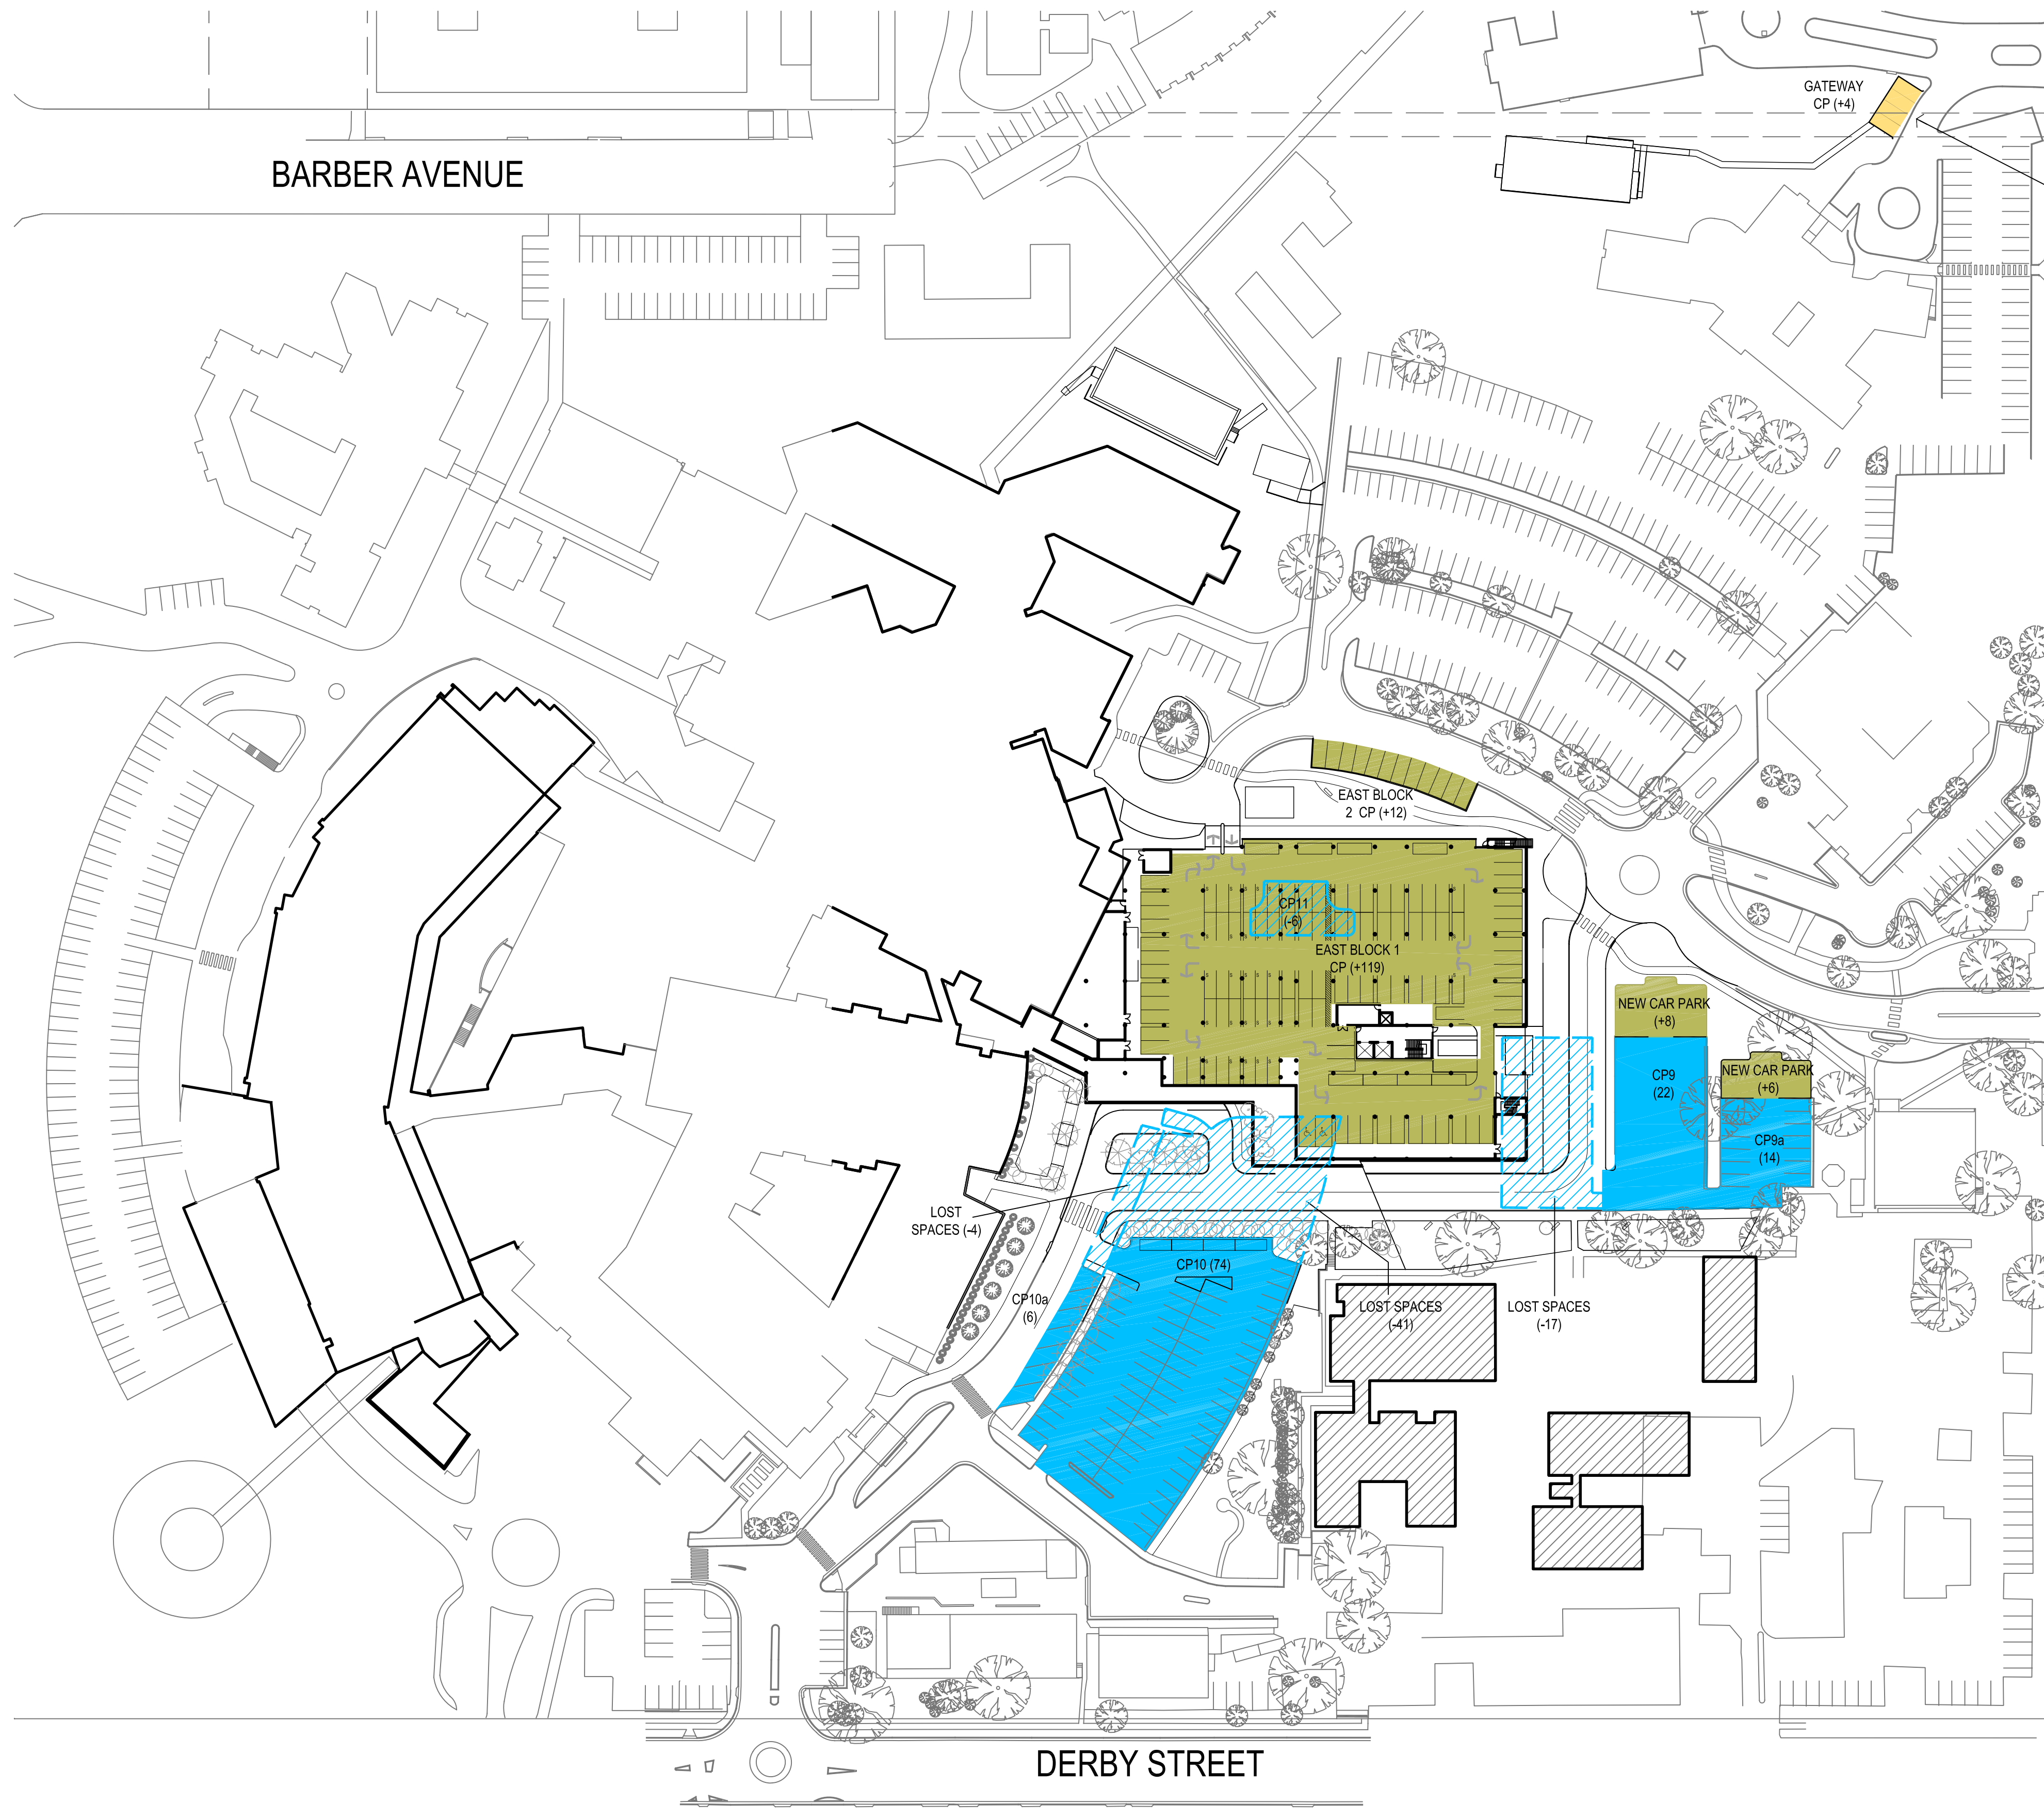 GATEWAY
CP (+4)
BARBER AVENUE
EAST BLOCK
2 CP (+12)
CP11
(-6)
EAST BLOCK 1
CP (+119)
NEW CAR PARK
(+8)
NEW CAR PARK
(+6)
CP9
(22)
CP9a
(14)
LOST
SPACES (-4)
CP10 (74)
CP10a
(6)
LOST SPACES
(-41)
LOST SPACES
(-17)
DERBY STREET